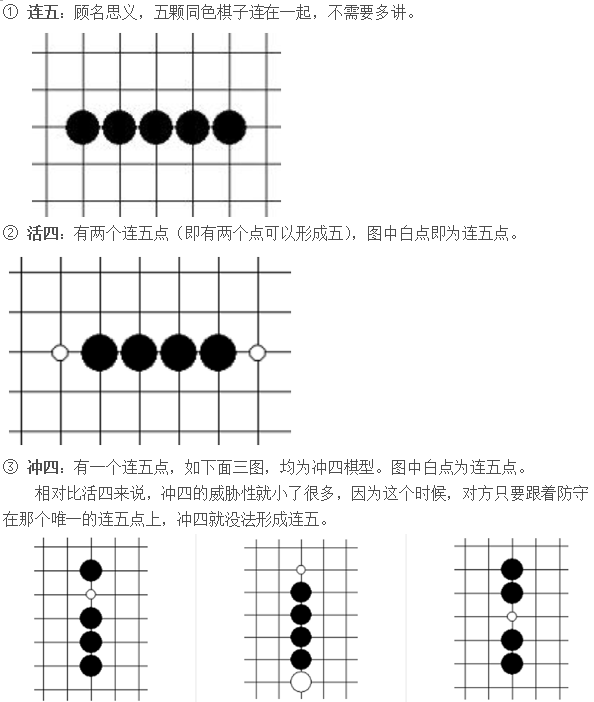 ① 连五：顾名思义，五颗同色棋子连在一起，不需要多讲。
② 活四：有两个连五点（即有两个点可以形成五），图中白点即为连五点。
③ 冲四：有一个连五点，如下面三图，均为冲四棋型。图中白点为连五点。
相对比活四来说，冲四的威胁性就小了很多，因为这个时候，对方只要跟着防守
在那个唯一的连五点上，冲四就没法形成连五。